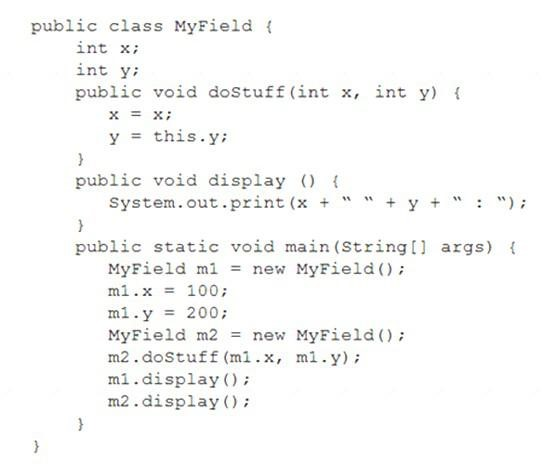 public class MyField {
int x;
int y;
public void doStuff(int x, int y) {
x = x;
y = this.y;
}
public void display () {
System.out.print(x + “ “ + y + “ : “);
}
public static void main(String[] args) {
MyField m1 = new MyField();
m1.x = 100;
m1.y = 200;
MyField m2 = new MyField();
m2.doStuff(m1.x, m1.y);
m1.display();
m2.display();
}
}